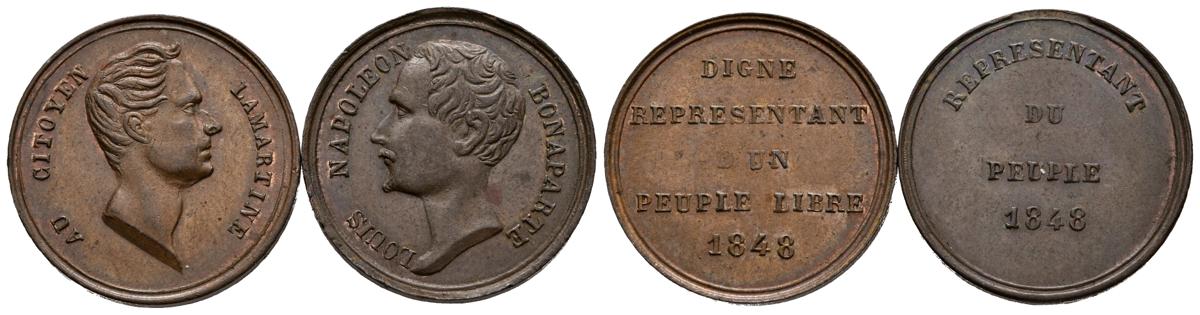 AU CITOYEN LAMARTINE
LOUIS NAPOLEON BONAPARTE
DIGNE
REPRESENTANT
D'UN
PEUPLE LIBRE
1848
REPRESENTANT
DU
PEUPLE
1848